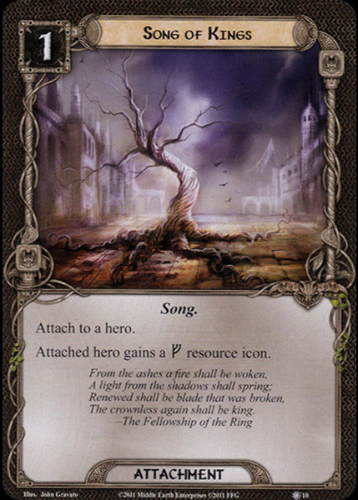 1
SONG OF KINGS
Song.
Attach to a hero.
Attached hero gains a ᚠ resource icon.
From the ashes a fire shall be woken,
A light from the shadows shall spring;
Renewed shall be blade that was broken,
The crownless again shall be king.
–The Fellowship of the Ring
Illus. John Gravato
ATTACHMENT
©2011 Middle Earth Enterprises ©2011 FFG
10